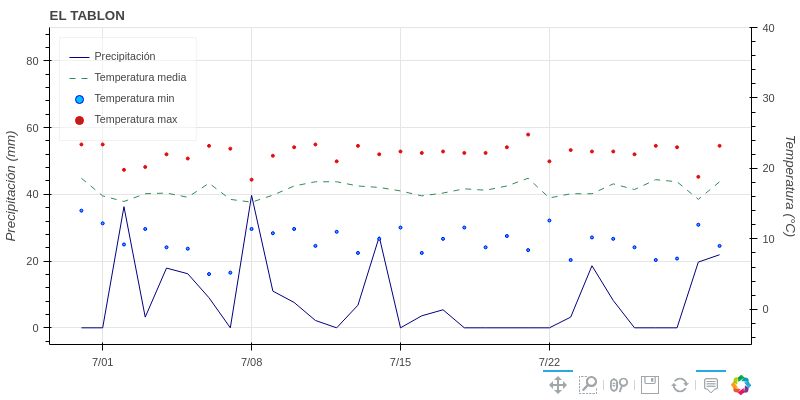 EL TABLON
Precipitación
Temperatura media
Temperatura min
Temperatura max
Precipitación (mm)
80
60
40
20
0
Temperatura (°C)
40
30
20
10
0
7/01
7/08
7/15
7/22